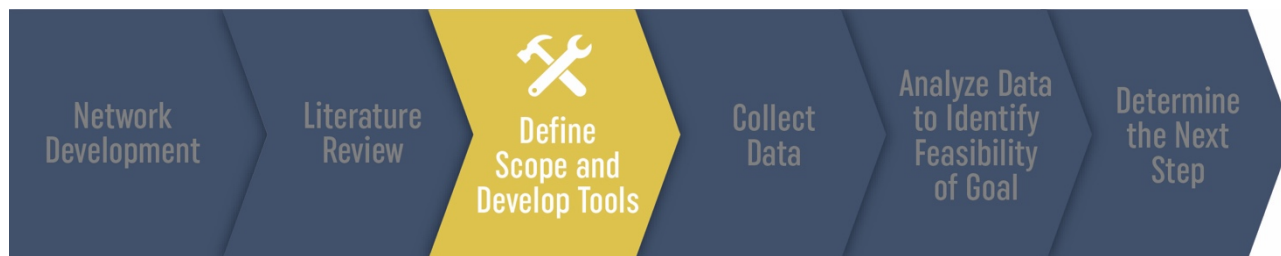 Network
Development
Literature
Review
Define
Scope and
Develop Tools
Collect
Data
Analyze Data
to Identify
Feasibility
of Goal
Determine
the Next
Step